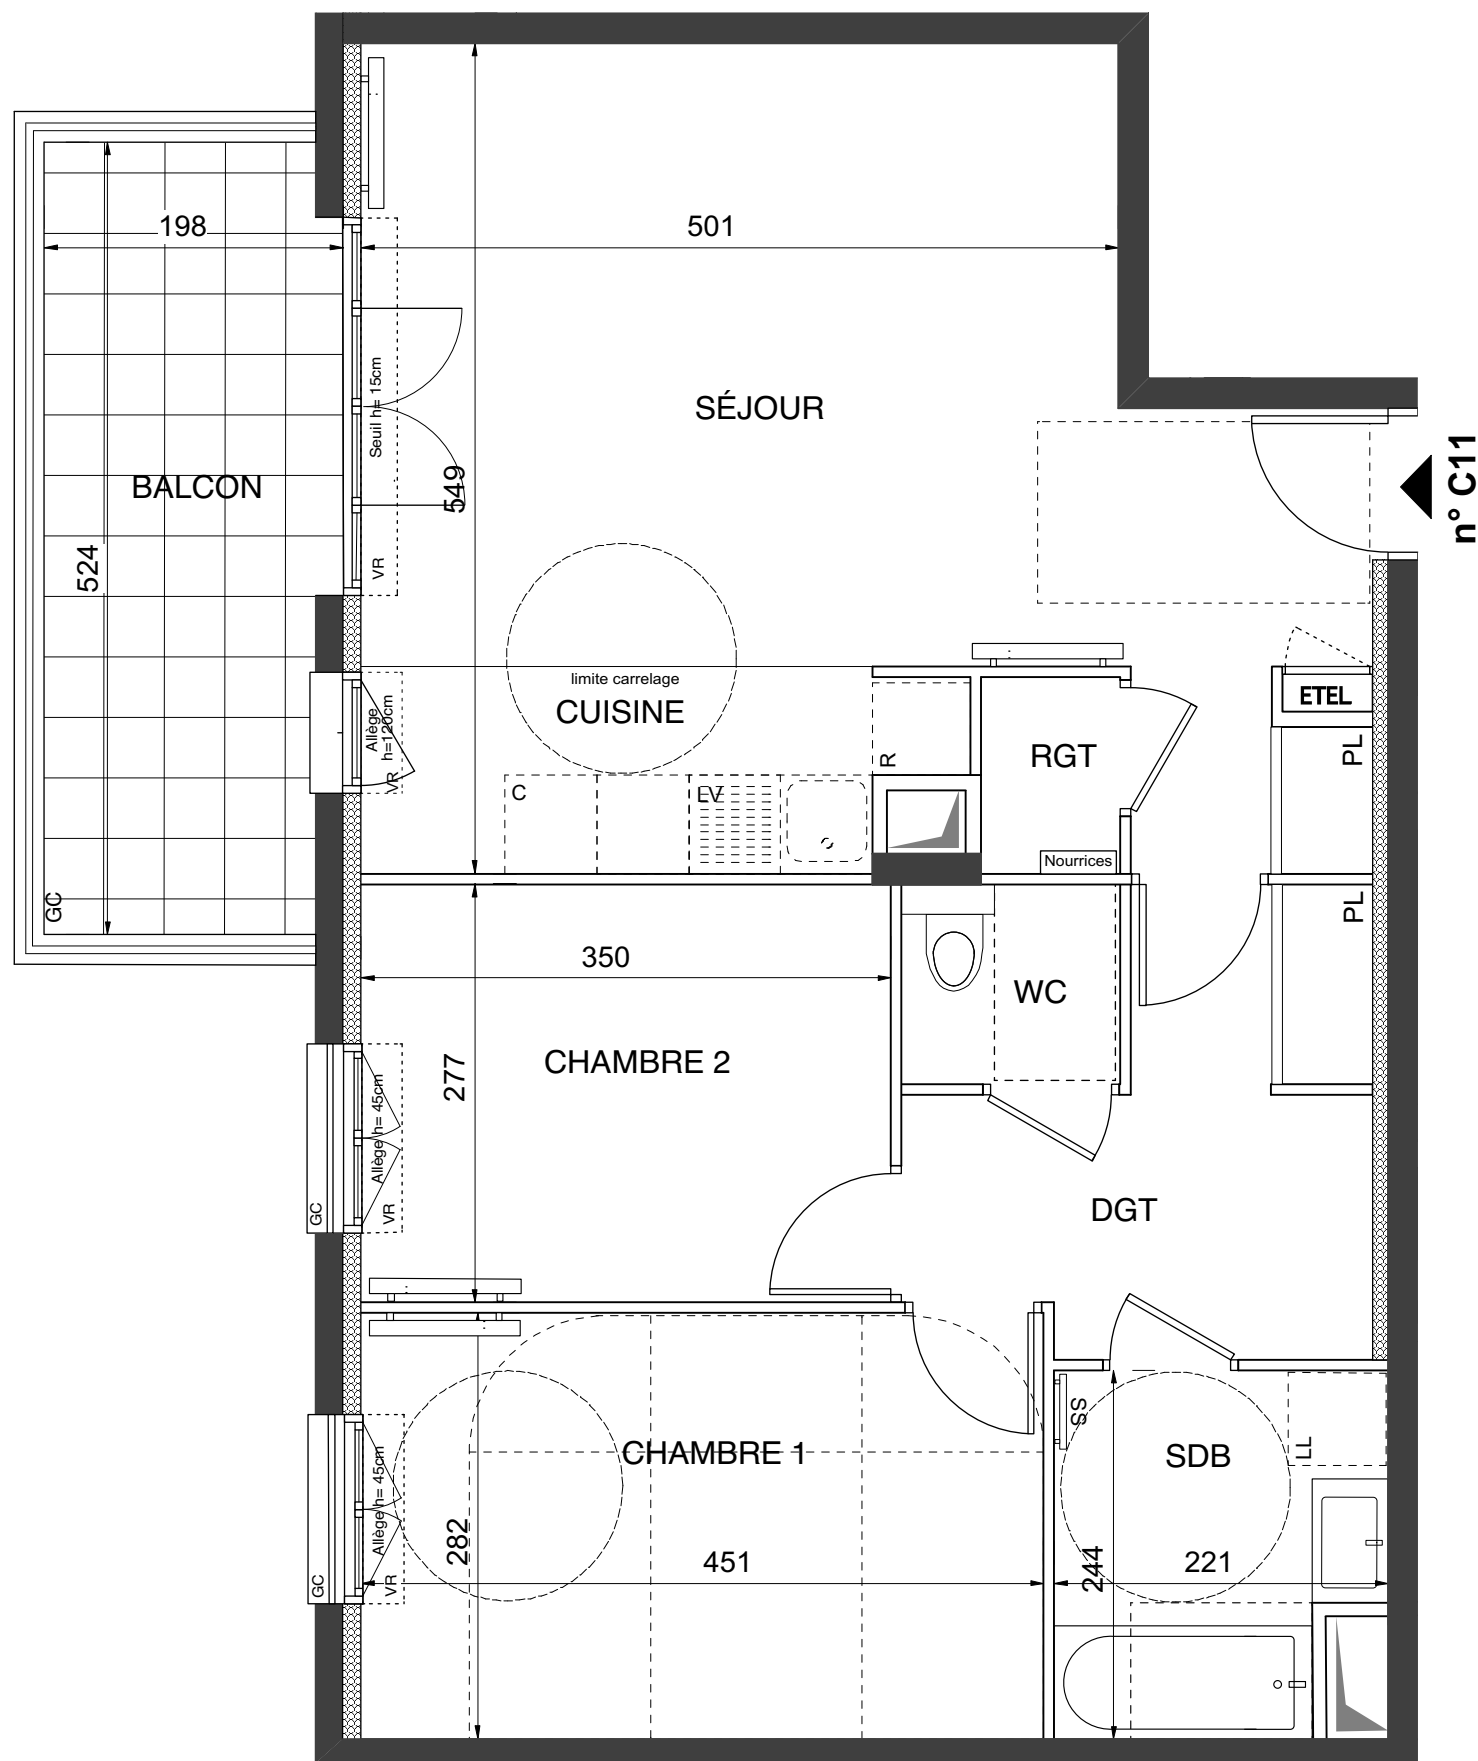 198
501
Seuil h= 15cm
VR
SÉJOUR
549
BALCON
524
GC
n° C11
limite carrelage
CUISINE
Allège
h=120cm
VR
C
LV
R
RGT
Nourrices
ETEL
PL
PL
350
WC
CHAMBRE 2
277
Allège h= 45cm
VR
GC
DGT
CHAMBRE 1
282
451
Allège h= 45cm
VR
GC
SS
SDB
LL
244
221